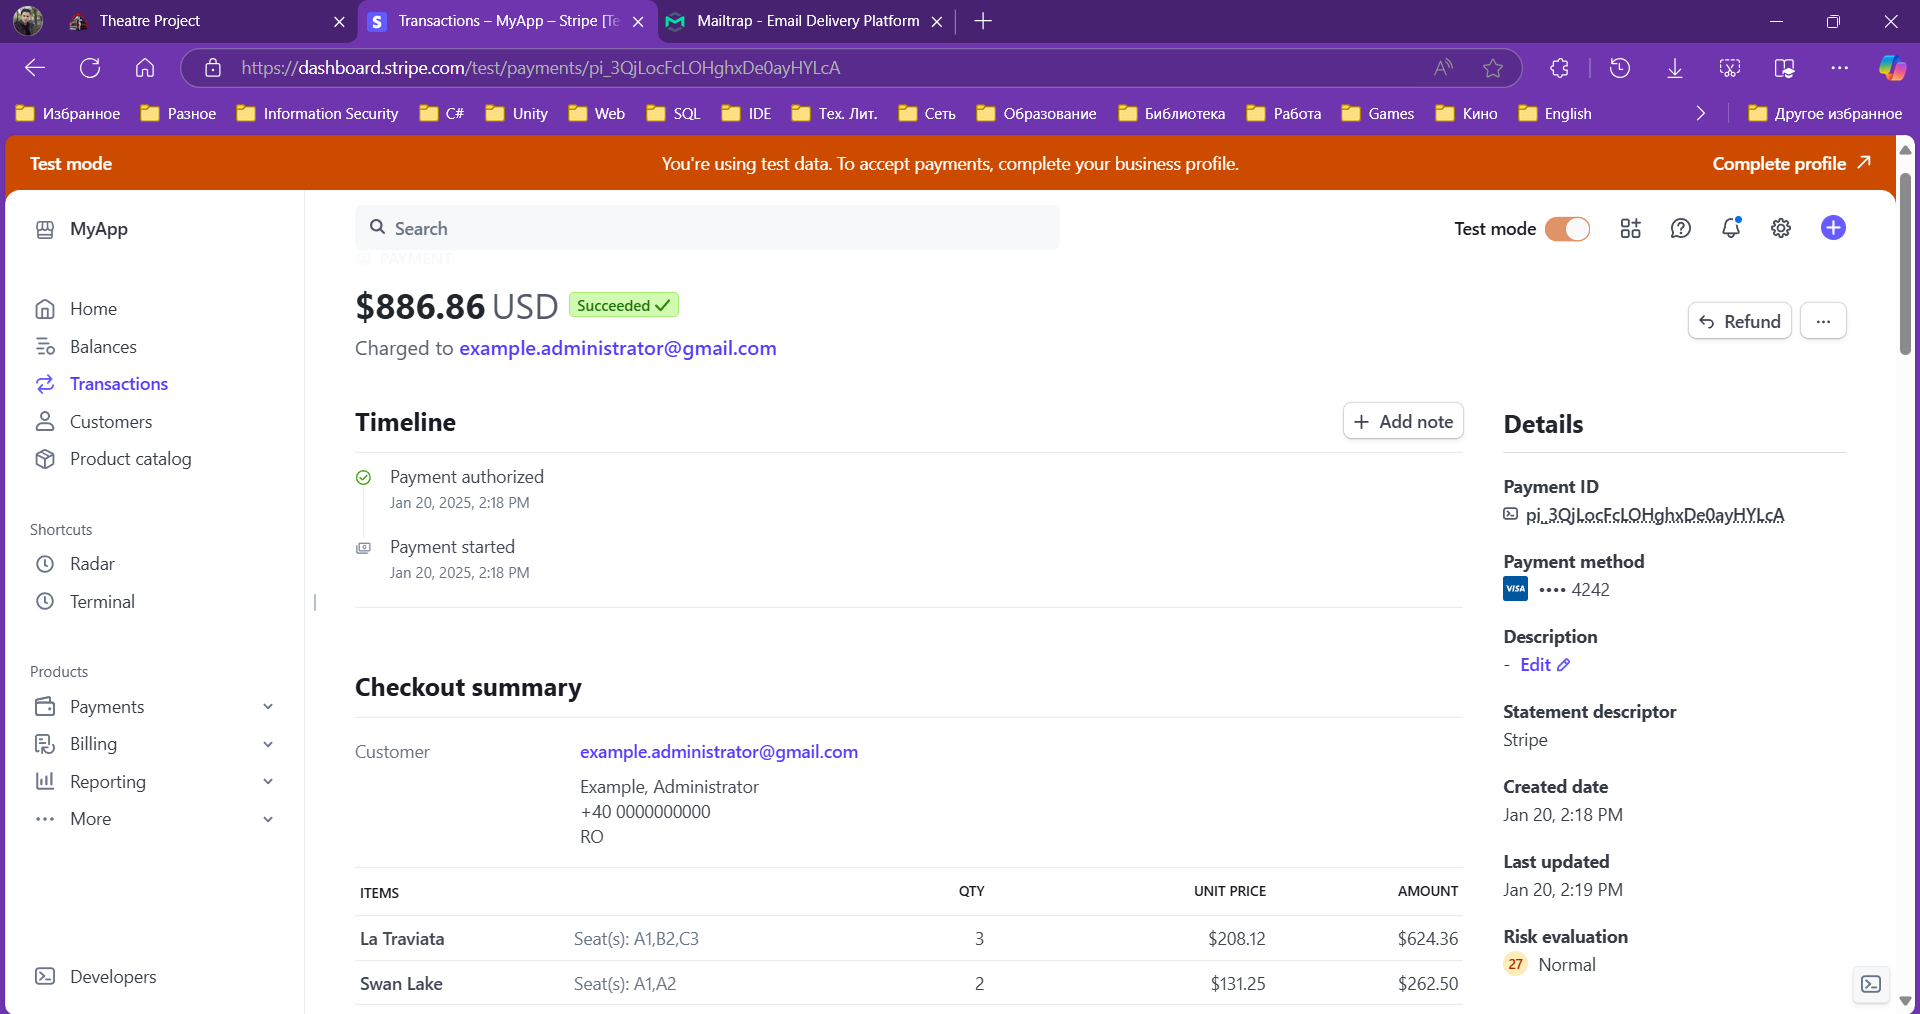 Theatre Project
Transactions – MyApp – Stripe [Te
Mailtrap - Email Delivery Platform
https://dashboard.stripe.com/test/payments/pi_3QjLocFcLOHghxDe0ayHYLcA
Избранное
Разное
Information Security
C#
Unity
Web
SQL
IDE
Тех. Лит.
Сеть
Образование
Библиотека
Работа
Games
Кино
English
Другое избранное
Test mode
You're using test data. To accept payments, complete your business profile.
Complete profile
MyApp
Search
Test mode
PAYMENT
Home
Balances
Transactions
Customers
Product catalog
Shortcuts
Radar
Terminal
Products
Payments
Billing
Reporting
More
Developers
$886.86 USD
Succeeded
Charged to example.administrator@gmail.com
Refund
Timeline
Add note
Payment authorized
Jan 20, 2025, 2:18 PM
Payment started
Jan 20, 2025, 2:18 PM
Checkout summary
Customer
example.administrator@gmail.com
Example, Administrator
+40 0000000000
RO
ITEMS QTY UNIT PRICE AMOUNT
La Traviata Seat(s): A1,B2,C3 3 $208.12 $624.36
Swan Lake Seat(s): A1,A2 2 $131.25 $262.50
Details
Payment ID
pi_3QjLocFcLOHghxDe0ayHYLcA
Payment method
VISA •••• 4242
Description
- Edit
Statement descriptor
Stripe
Created date
Jan 20, 2:18 PM
Last updated
Jan 20, 2:19 PM
Risk evaluation
27 Normal